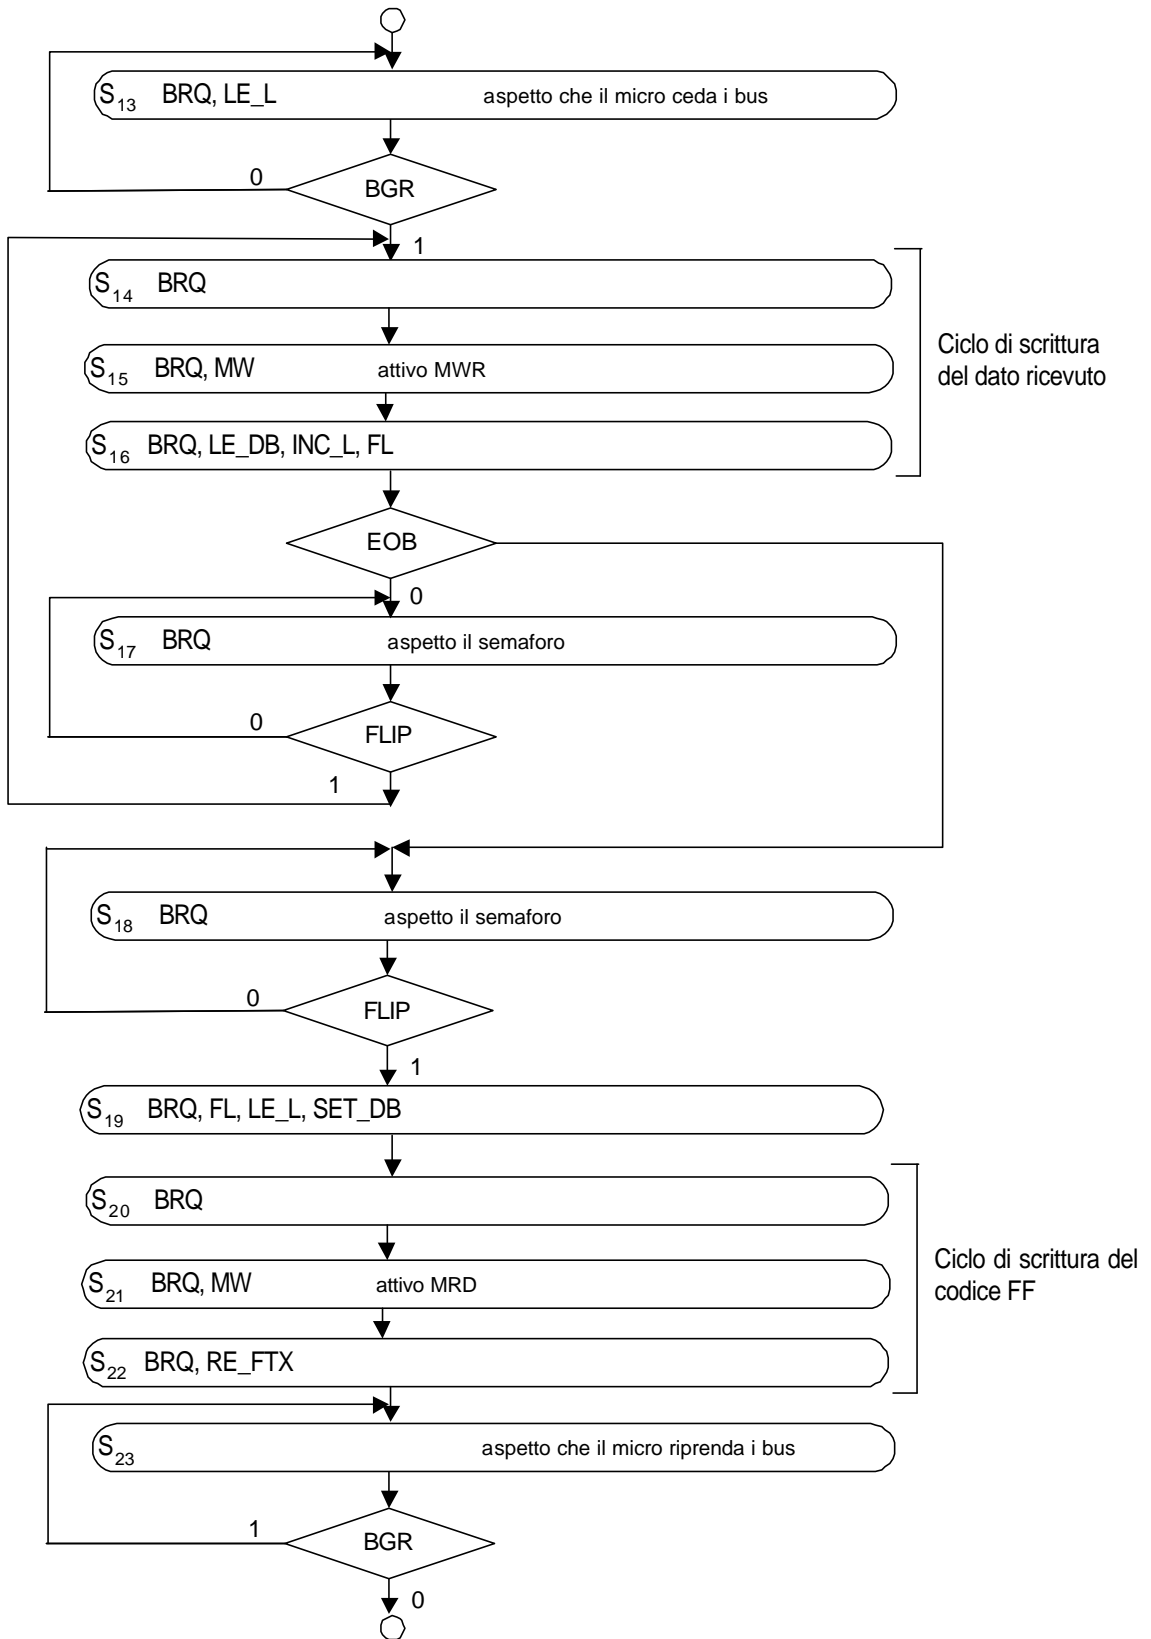 S13 BRQ, LE_L aspetto che il micro ceda i bus
0
BGR
1
S14 BRQ
S15 BRQ, MW attivo MWR
Ciclo di scrittura
del dato ricevuto
S16 BRQ, LE_DB, INC_L, FL
EOB
0
S17 BRQ aspetto il semaforo
0
FLIP
1
S18 BRQ aspetto il semaforo
0
FLIP
1
S19 BRQ, FL, LE_L, SET_DB
S20 BRQ
S21 BRQ, MW attivo MRD
Ciclo di scrittura del
codice FF
S22 BRQ, RE_FTX
S23 aspetto che il micro riprenda i bus
1
BGR
0